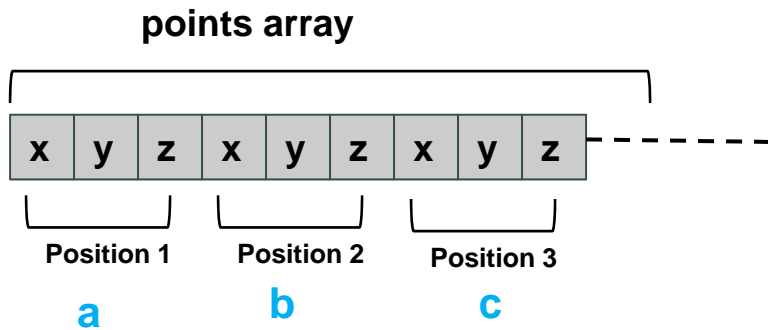 points array
x y z x y z x y z
Position 1 Position 2 Position 3
a b c